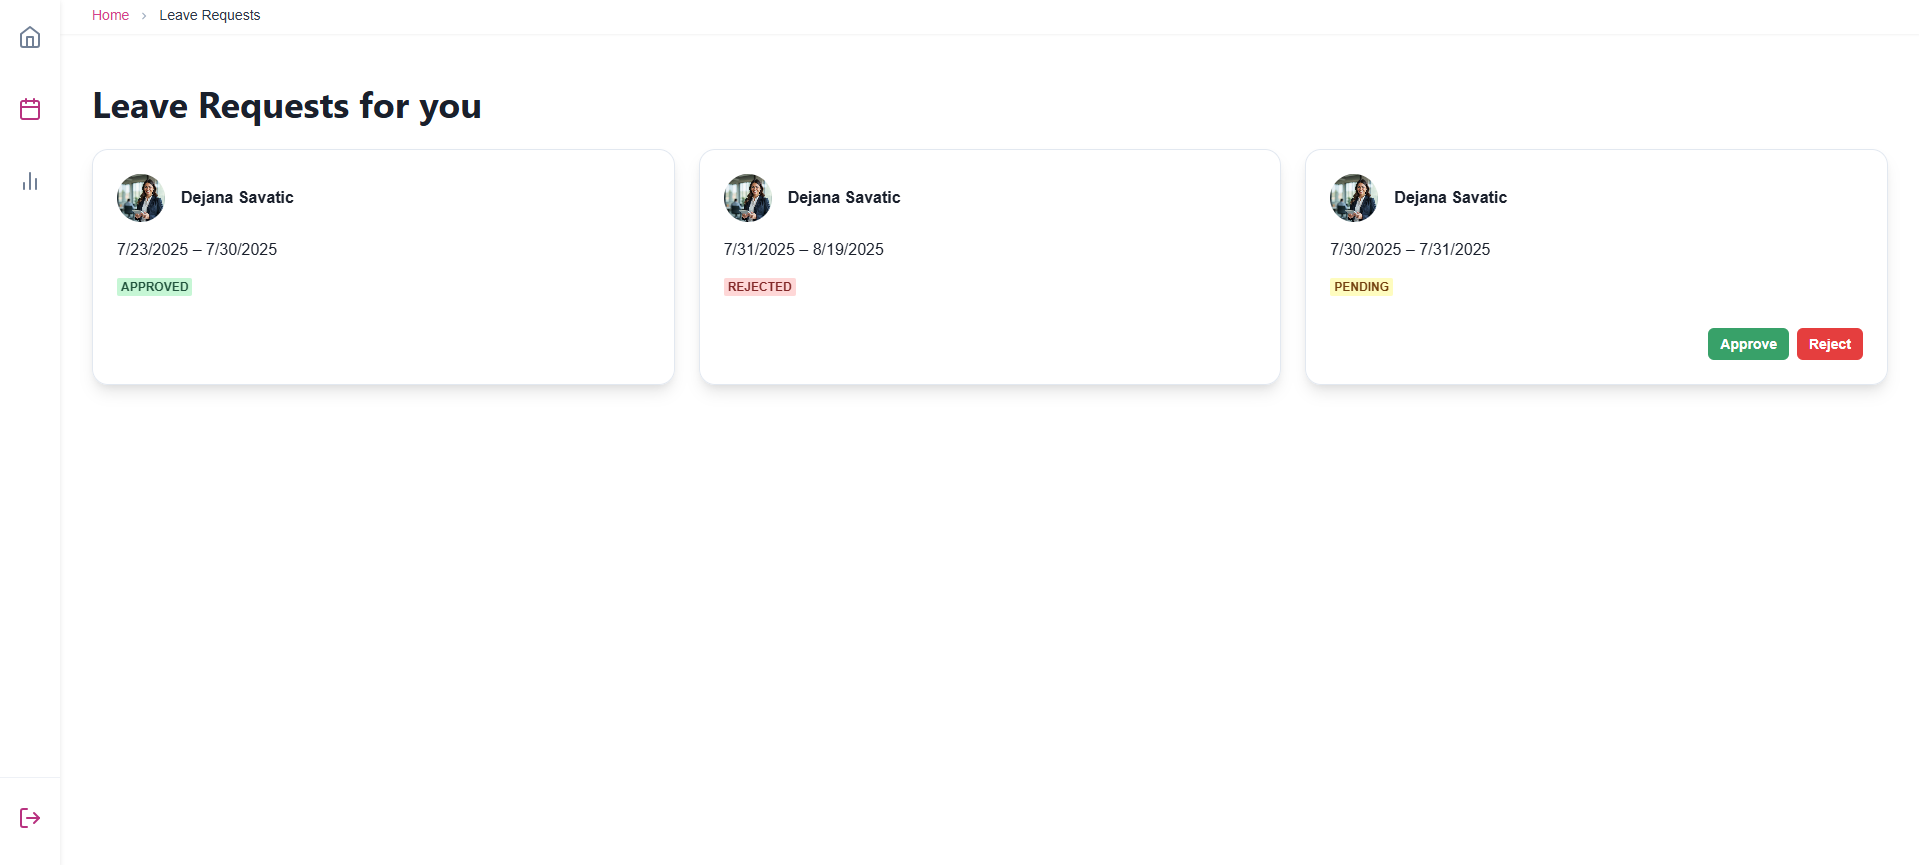 Home › Leave Requests
Leave Requests for you
Dejana Savatic
7/23/2025 – 7/30/2025
APPROVED
Dejana Savatic
7/31/2025 – 8/19/2025
REJECTED
Dejana Savatic
7/30/2025 – 7/31/2025
PENDING
Approve Reject